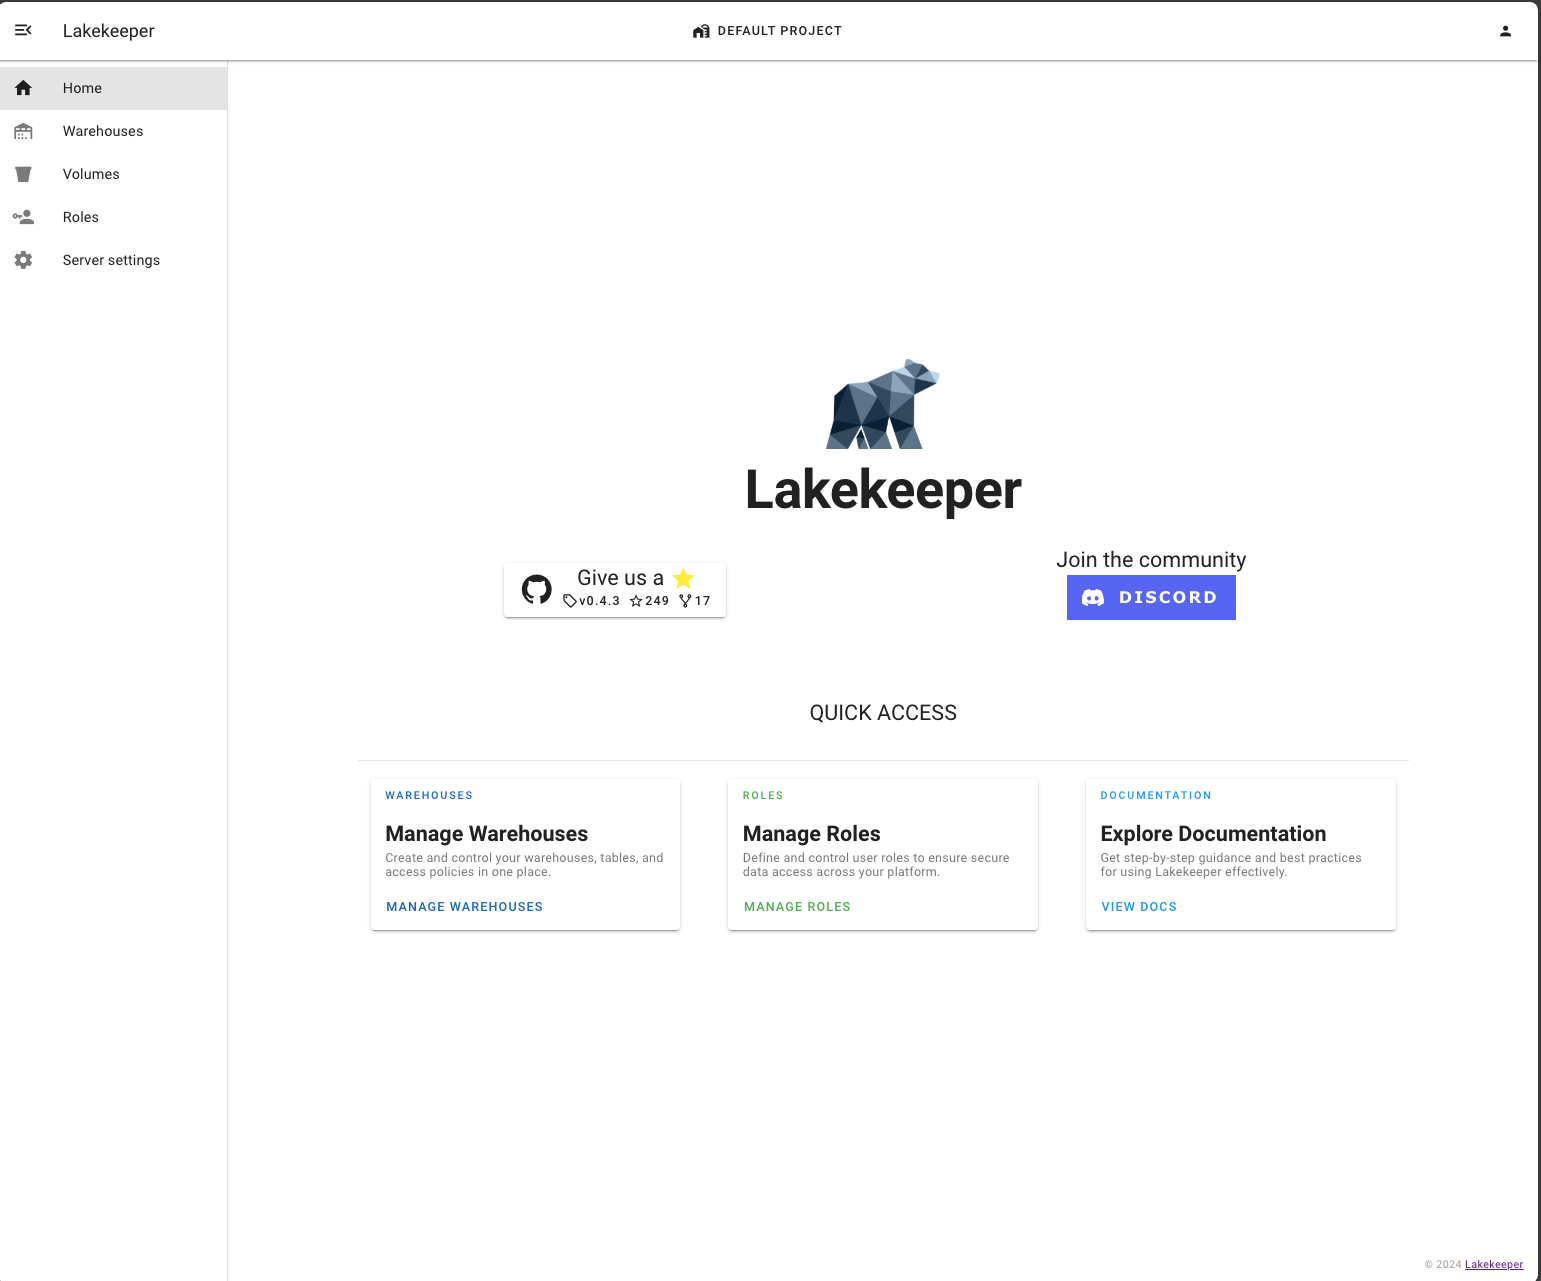 Lakekeeper
DEFAULT PROJECT
Home
Warehouses
Volumes
Roles
Server settings
Lakekeeper
Give us a ⭐
v0.4.3 249 17
Join the community
DISCORD
QUICK ACCESS
WAREHOUSES
Manage Warehouses
Create and control your warehouses, tables, and
access policies in one place.
MANAGE WAREHOUSES
ROLES
Manage Roles
Define and control user roles to ensure secure
data access across your platform.
MANAGE ROLES
DOCUMENTATION
Explore Documentation
Get step-by-step guidance and best practices
for using Lakekeeper effectively.
VIEW DOCS
© 2024 Lakekeeper